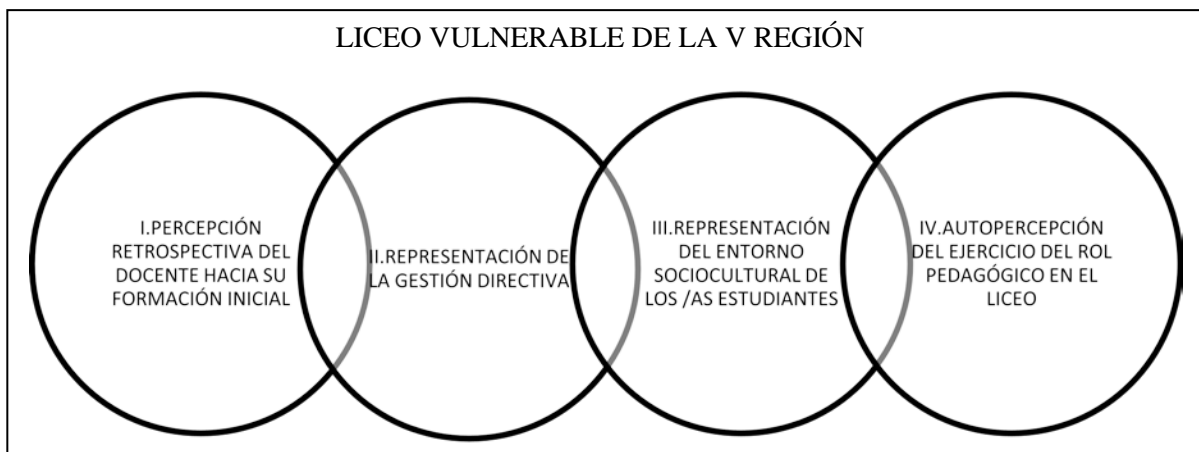 LICEO VULNERABLE DE LA V REGIÓN
I.PERCEPCIÓN
RETROSPECTIVA DEL
DOCENTE HACIA SU
FORMACIÓN INICIAL
II.REPRESENTACIÓN DE
LA GESTIÓN DIRECTIVA
III.REPRESENTACIÓN
DEL ENTORNO
SOCIOCULTURAL DE
LOS /AS ESTUDIANTES
IV.AUTOPERCEPCIÓN
DEL EJERCICIO DEL ROL
PEDAGÓGICO EN EL
LICEO